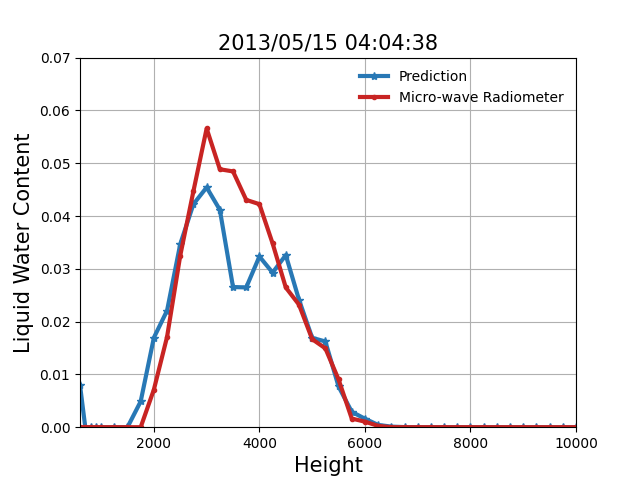 2013/05/15 04:04:38
Prediction
Micro-wave Radiometer
Liquid Water Content
0.07
0.06
0.05
0.04
0.03
0.02
0.01
0.00
2000 4000 6000 8000 10000
Height